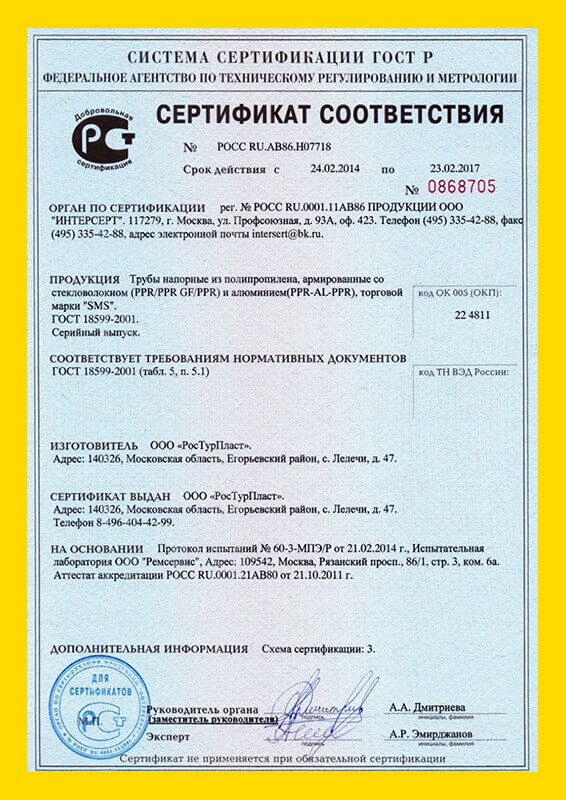 СИСТЕМА СЕРТИФИКАЦИИ ГОСТ Р
ФЕДЕРАЛЬНОЕ АГЕНТСТВО ПО ТЕХНИЧЕСКОМУ РЕГУЛИРОВАНИЮ И МЕТРОЛОГИИ
Добровольная
сертификация
СЕРТИФИКАТ СООТВЕТСТВИЯ
№ РОСС RU.АВ86.Н07718
Срок действия с 24.02.2014 по 23.02.2017
№ 0868705
ОРГАН ПО СЕРТИФИКАЦИИ рег. № РОСС RU.0001.11АВ86 ПРОДУКЦИИ ООО
"ИНТЕРСЕРТ". 117279, г. Москва, ул. Профсоюзная, д. 93А, оф. 423. Телефон (495) 335-42-88, факс
(495) 335-42-88, адрес электронной почты intersert@bk.ru.
ПРОДУКЦИЯ Трубы напорные из полипропилена, армированные со
стекловолокном (PPR/PPR GF/PPR) и алюминием(PPR-AL-PPR), торговой
марки "SMS".
ГОСТ 18599-2001.
Серийный выпуск.
код ОК 005 (ОКП):
22 4811
СООТВЕТСТВУЕТ ТРЕБОВАНИЯМ НОРМАТИВНЫХ ДОКУМЕНТОВ
ГОСТ 18599-2001 (табл. 5, п. 5.1)
код ТН ВЭД России:
ИЗГОТОВИТЕЛЬ ООО «РосТурПласт».
Адрес: 140326, Московская область, Егорьевский район, с. Лелечи, д. 47.
СЕРТИФИКАТ ВЫДАН ООО «РосТурПласт».
Адрес: 140326, Московская область, Егорьевский район, с. Лелечи, д. 47.
Телефон 8-496-404-42-99.
НА ОСНОВАНИИ Протокол испытаний № 60-3-МПЭ/Р от 21.02.2014 г., Испытательная
лаборатория ООО "Ремсервис", Адрес: 109542, Москва, Рязанский просп., 86/1, стр. 3, ком. 6а.
Аттестат аккредитации РОСС RU.0001.21АВ80 от 21.10.2011 г.
ДОПОЛНИТЕЛЬНАЯ ИНФОРМАЦИЯ Схема сертификации: 3.
ДЛЯ
СЕРТИФИКАТОВ
М.П.
Руководитель органа
(заместитель руководителя)
подпись
А.А. Дмитриева
инициалы, фамилия
Эксперт
подпись
А.Р. Эмирджанов
инициалы, фамилия
Сертификат не применяется при обязательной сертификации